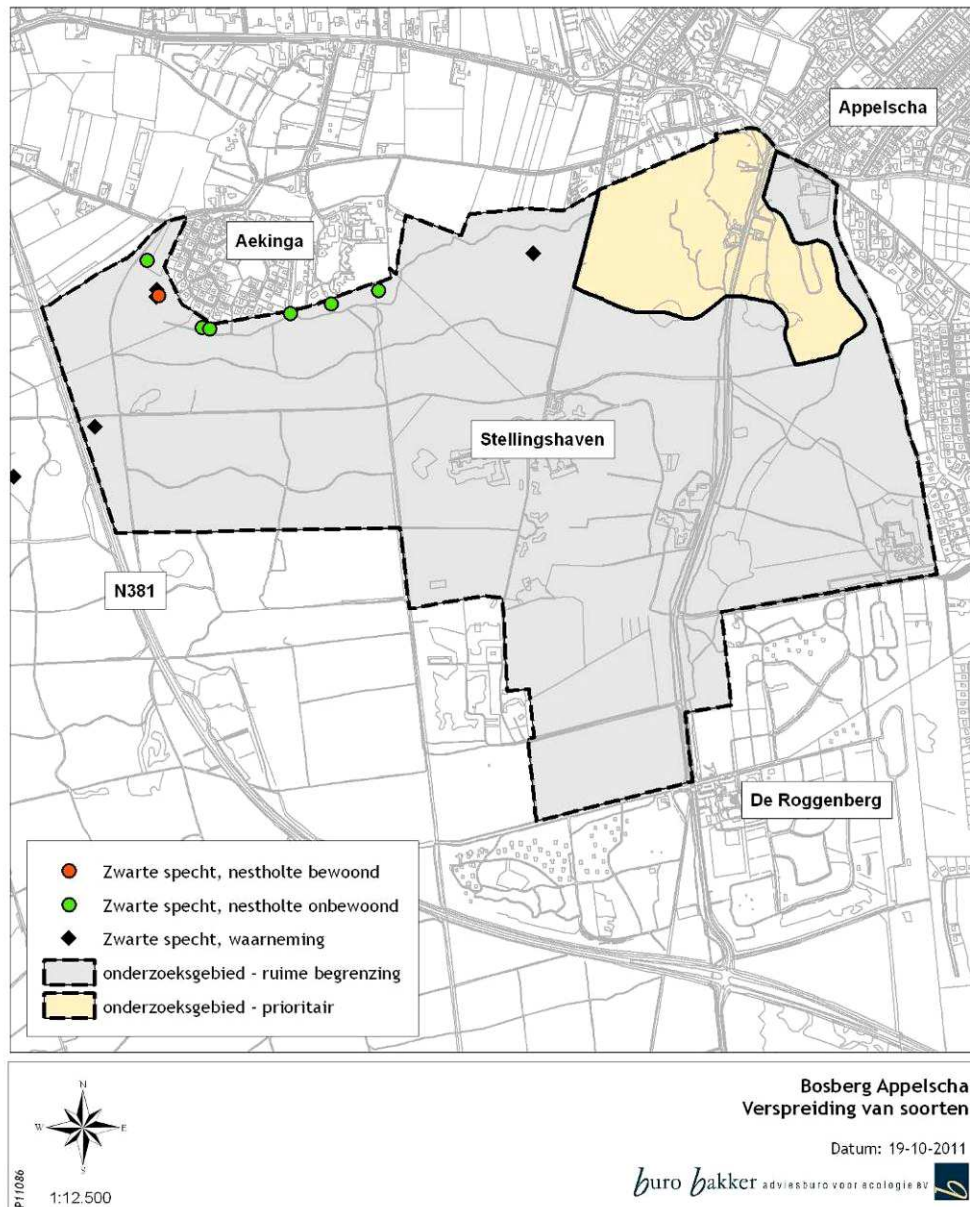 Appelscha
Aekinga
Stellingshaven
N381
De Roggenberg
Zwarte specht, nestholte bewoond
Zwarte specht, nestholte onbewoond
Zwarte specht, waarneming
onderzoeksgebied - ruime begrenzing
onderzoeksgebied - prioritair
N
W E
S
P11086
1:12.500
Bosberg Appelscha
Verspreiding van soorten
Datum: 19-10-2011
buro bakker adviesburo voor ecologie BV
b